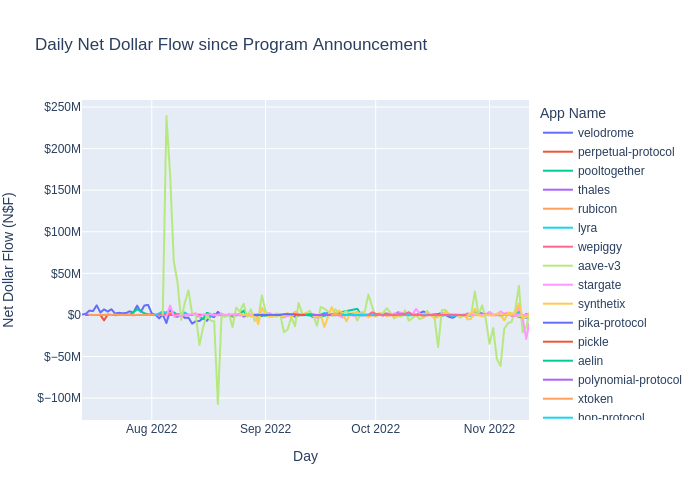 Daily Net Dollar Flow since Program Announcement
Net Dollar Flow (N$F)
$250M
$200M
$150M
$100M
$50M
$0
−$50M
−$100M
Aug 2022
Sep 2022
Oct 2022
Nov 2022
Day
App Name
velodrome
perpetual-protocol
pooltogether
thales
rubicon
lyra
wepiggy
aave-v3
stargate
synthetix
pika-protocol
pickle
aelin
polynomial-protocol
xtoken
hop-protocol